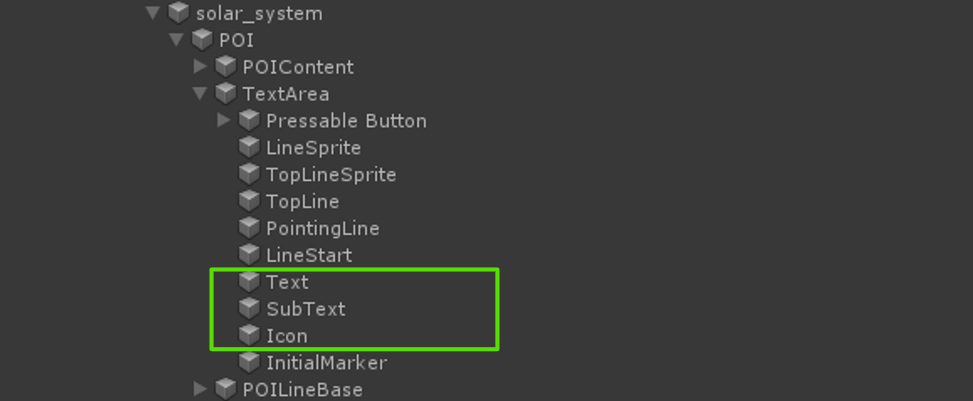 solar_system
POI
POIContent
TextArea
Pressable Button
LineSprite
TopLineSprite
TopLine
PointingLine
LineStart
Text
SubText
Icon
InitialMarker
POILineBase